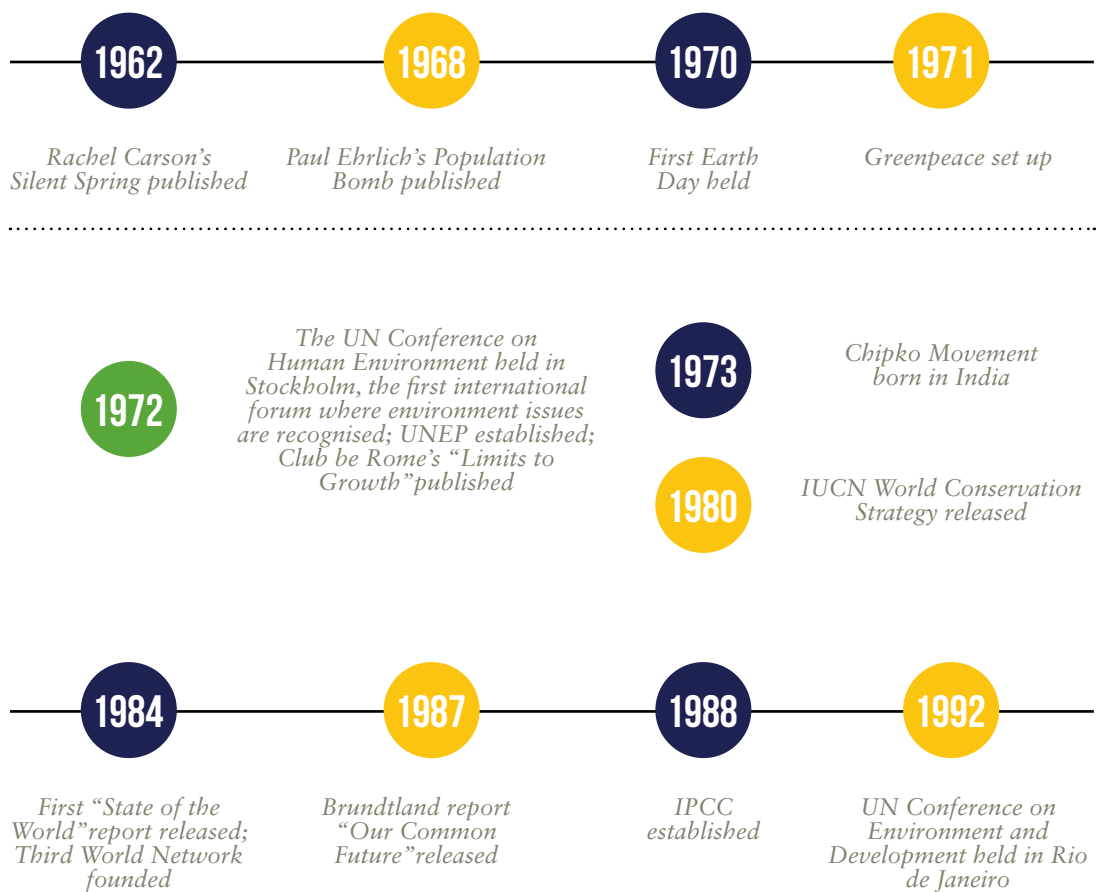 1962
Rachel Carson's
Silent Spring published
1968
Paul Ehrlich's Population
Bomb published
1970
First Earth
Day held
1971
Greenpeace set up
1972
The UN Conference on
Human Environment held in
Stockholm, the first international
forum where environment issues
are recognised; UNEP established;
Club be Rome's “Limits to
Growth”published
1973
Chipko Movement
born in India
1980
IUCN World Conservation
Strategy released
1984
First “State of the
World”report released;
Third World Network
founded
1987
Brundtland report
“Our Common
Future”released
1988
IPCC
established
1992
UN Conference on
Environment and
Development held in Rio
de Janeiro